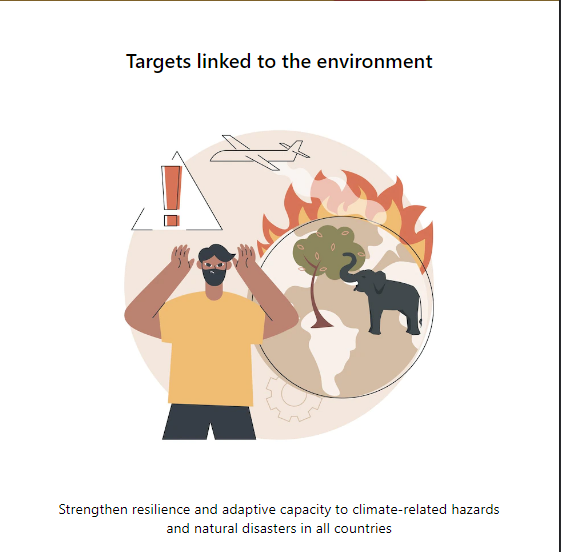 Targets linked to the environment
Strengthen resilience and adaptive capacity to climate-related hazards
and natural disasters in all countries